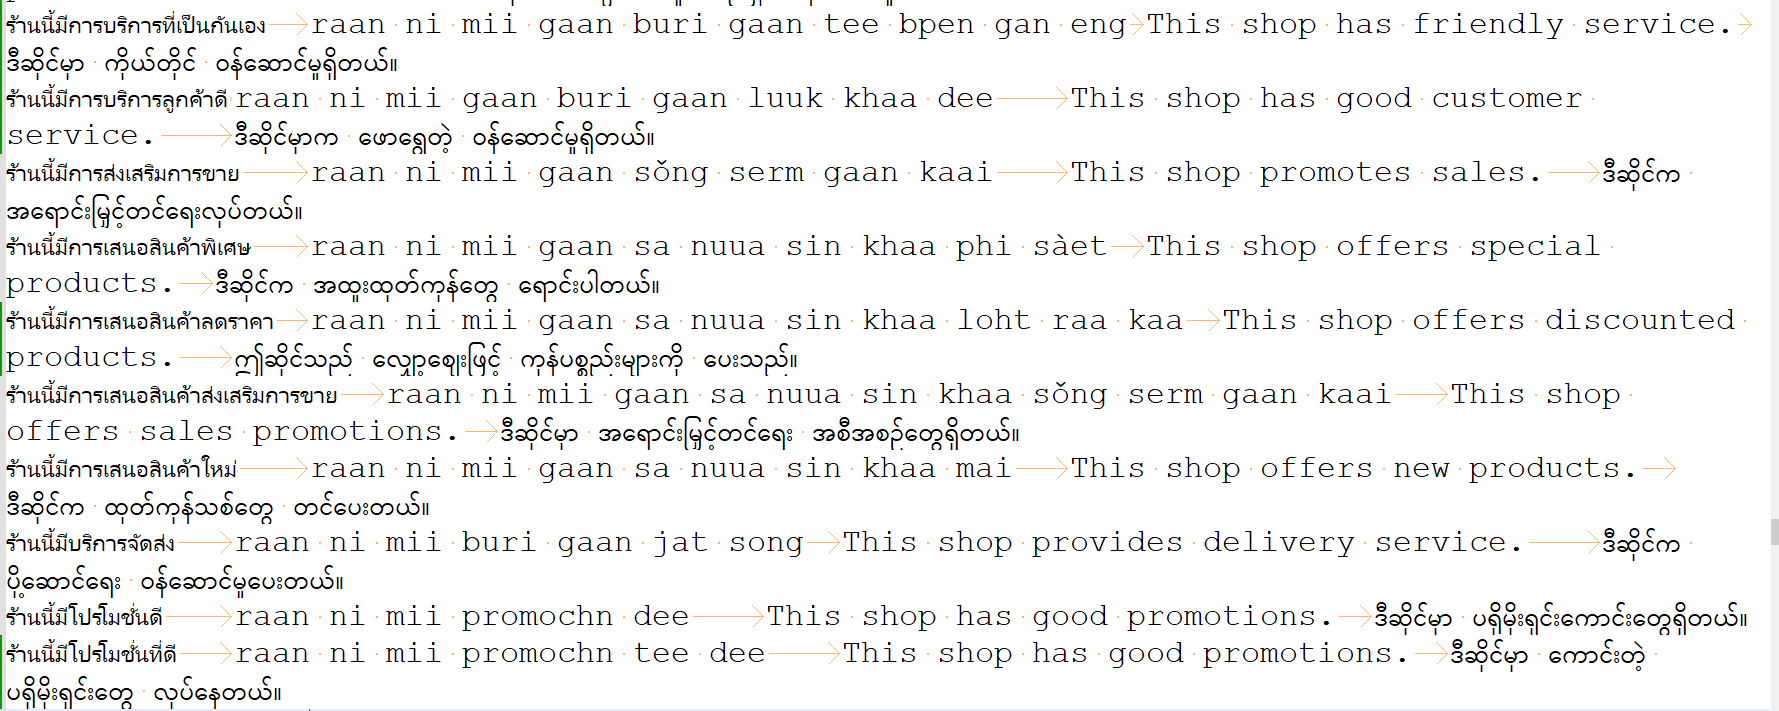 ร้านนี้มีการบริการที่เป็นกันเอง raan ni mii gaan buri gaan tee bpen gan eng This shop has friendly service.
ဒီဆိုင်မှာ ကိုယ်တိုင် ဝန်ဆောင်မှုရှိတယ်။
ร้านนี้มีการบริการลูกค้าดี raan ni mii gaan buri gaan luuk khaa dee This shop has good customer
service. ဒီဆိုင်မှာက ဖောရွေတဲ့ ဝန်ဆောင်မှုရှိတယ်။
ร้านนี้มีการส่งเสริมการขาย raan ni mii gaan sǒng serm gaan kaai This shop promotes sales. ဒီဆိုင်က
အရောင်းမြှင့်တင်ရေးလုပ်တယ်။
ร้านนี้มีการเสนอสินค้าพิเศษ raan ni mii gaan sa nuua sin khaa phi sàet This shop offers special
products. ဒီဆိုင်က အထူးထုတ်ကုန်တွေ ရောင်းပါတယ်။
ร้านนี้มีการเสนอสินค้าลดราคา raan ni mii gaan sa nuua sin khaa loht raa kaa This shop offers discounted
products. ဤဆိုင်သည် လျှော့ဈေးဖြင့် ကုန်ပစ္စည်းများကို ပေးသည်။
ร้านนี้มีการเสนอสินค้าส่งเสริมการขาย raan ni mii gaan sa nuua sin khaa sǒng serm gaan kaai This shop
offers sales promotions. ဒီဆိုင်မှာ အရောင်းမြှင့်တင်ရေး အစီအစဉ်တွေရှိတယ်။
ร้านนี้มีการเสนอสินค้าใหม่ raan ni mii gaan sa nuua sin khaa mai This shop offers new products.
ဒီဆိုင်က ထုတ်ကုန်သစ်တွေ တင်ပေးတယ်။
ร้านนี้มีบริการจัดส่ง raan ni mii buri gaan jat song This shop provides delivery service. ဒီဆိုင်က
ပို့ဆောင်ရေး ဝန်ဆောင်မှုပေးတယ်။
ร้านนี้มีโปรโมชั่นดี raan ni mii promochn dee This shop has good promotions. ဒီဆိုင်မှာ ပရိုမိုးရှင်းကောင်းတွေရှိတယ်။
ร้านนี้มีโปรโมชั่นที่ดี raan ni mii promochn tee dee This shop has good promotions. ဒီဆိုင်မှာ ကောင်းတဲ့
ပရိုမိုးရှင်းတွေ လုပ်နေတယ်။